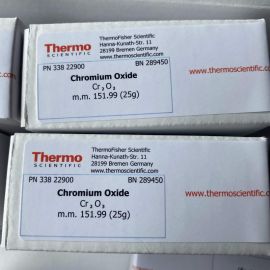 Thermo
SCIENTIFIC
ThermoFisher Scientific
Hanna-Kunath-Str. 11
28199 Bremen Germany
www.thermoscientific.com
PN 338 22900
BN 289450
Chromium Oxide
Cr₂O₃
m.m. 151.99 (25g)
www.thermoscientific.com
Thermo
SCIENTIFIC
ThermoFisher Scientific
Hanna-Kunath-Str. 11
28199 Bremen Germany
www.thermoscientific.com
PN 338 22900
BN 289450
Chromium Oxide
Cr₂O₃
m.m. 151.99 (25g)
www.thermoscientific.